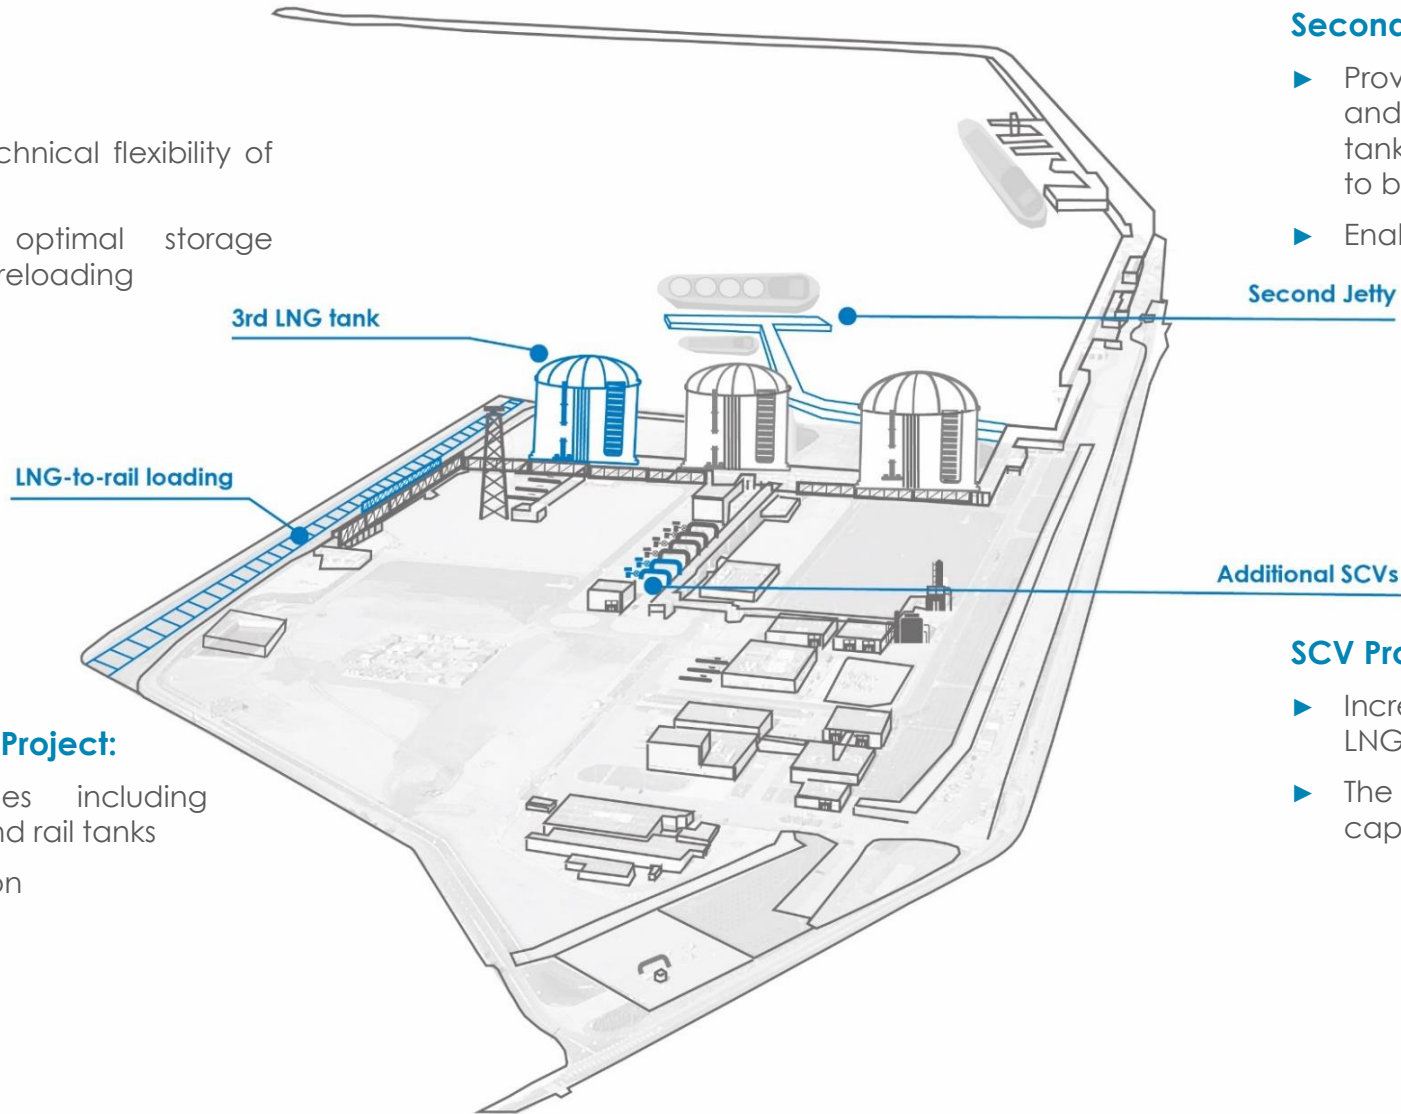 chnical flexibility of
optimal storage
reloading
3rd LNG tank
LNG-to-rail loading
Project:
es including
nd rail tanks
on
Second
► Prov
and
tank
to b
► Enal
Second Jetty
Additional SCVs
SCV Pro
► Incre
LNG
► The
cap